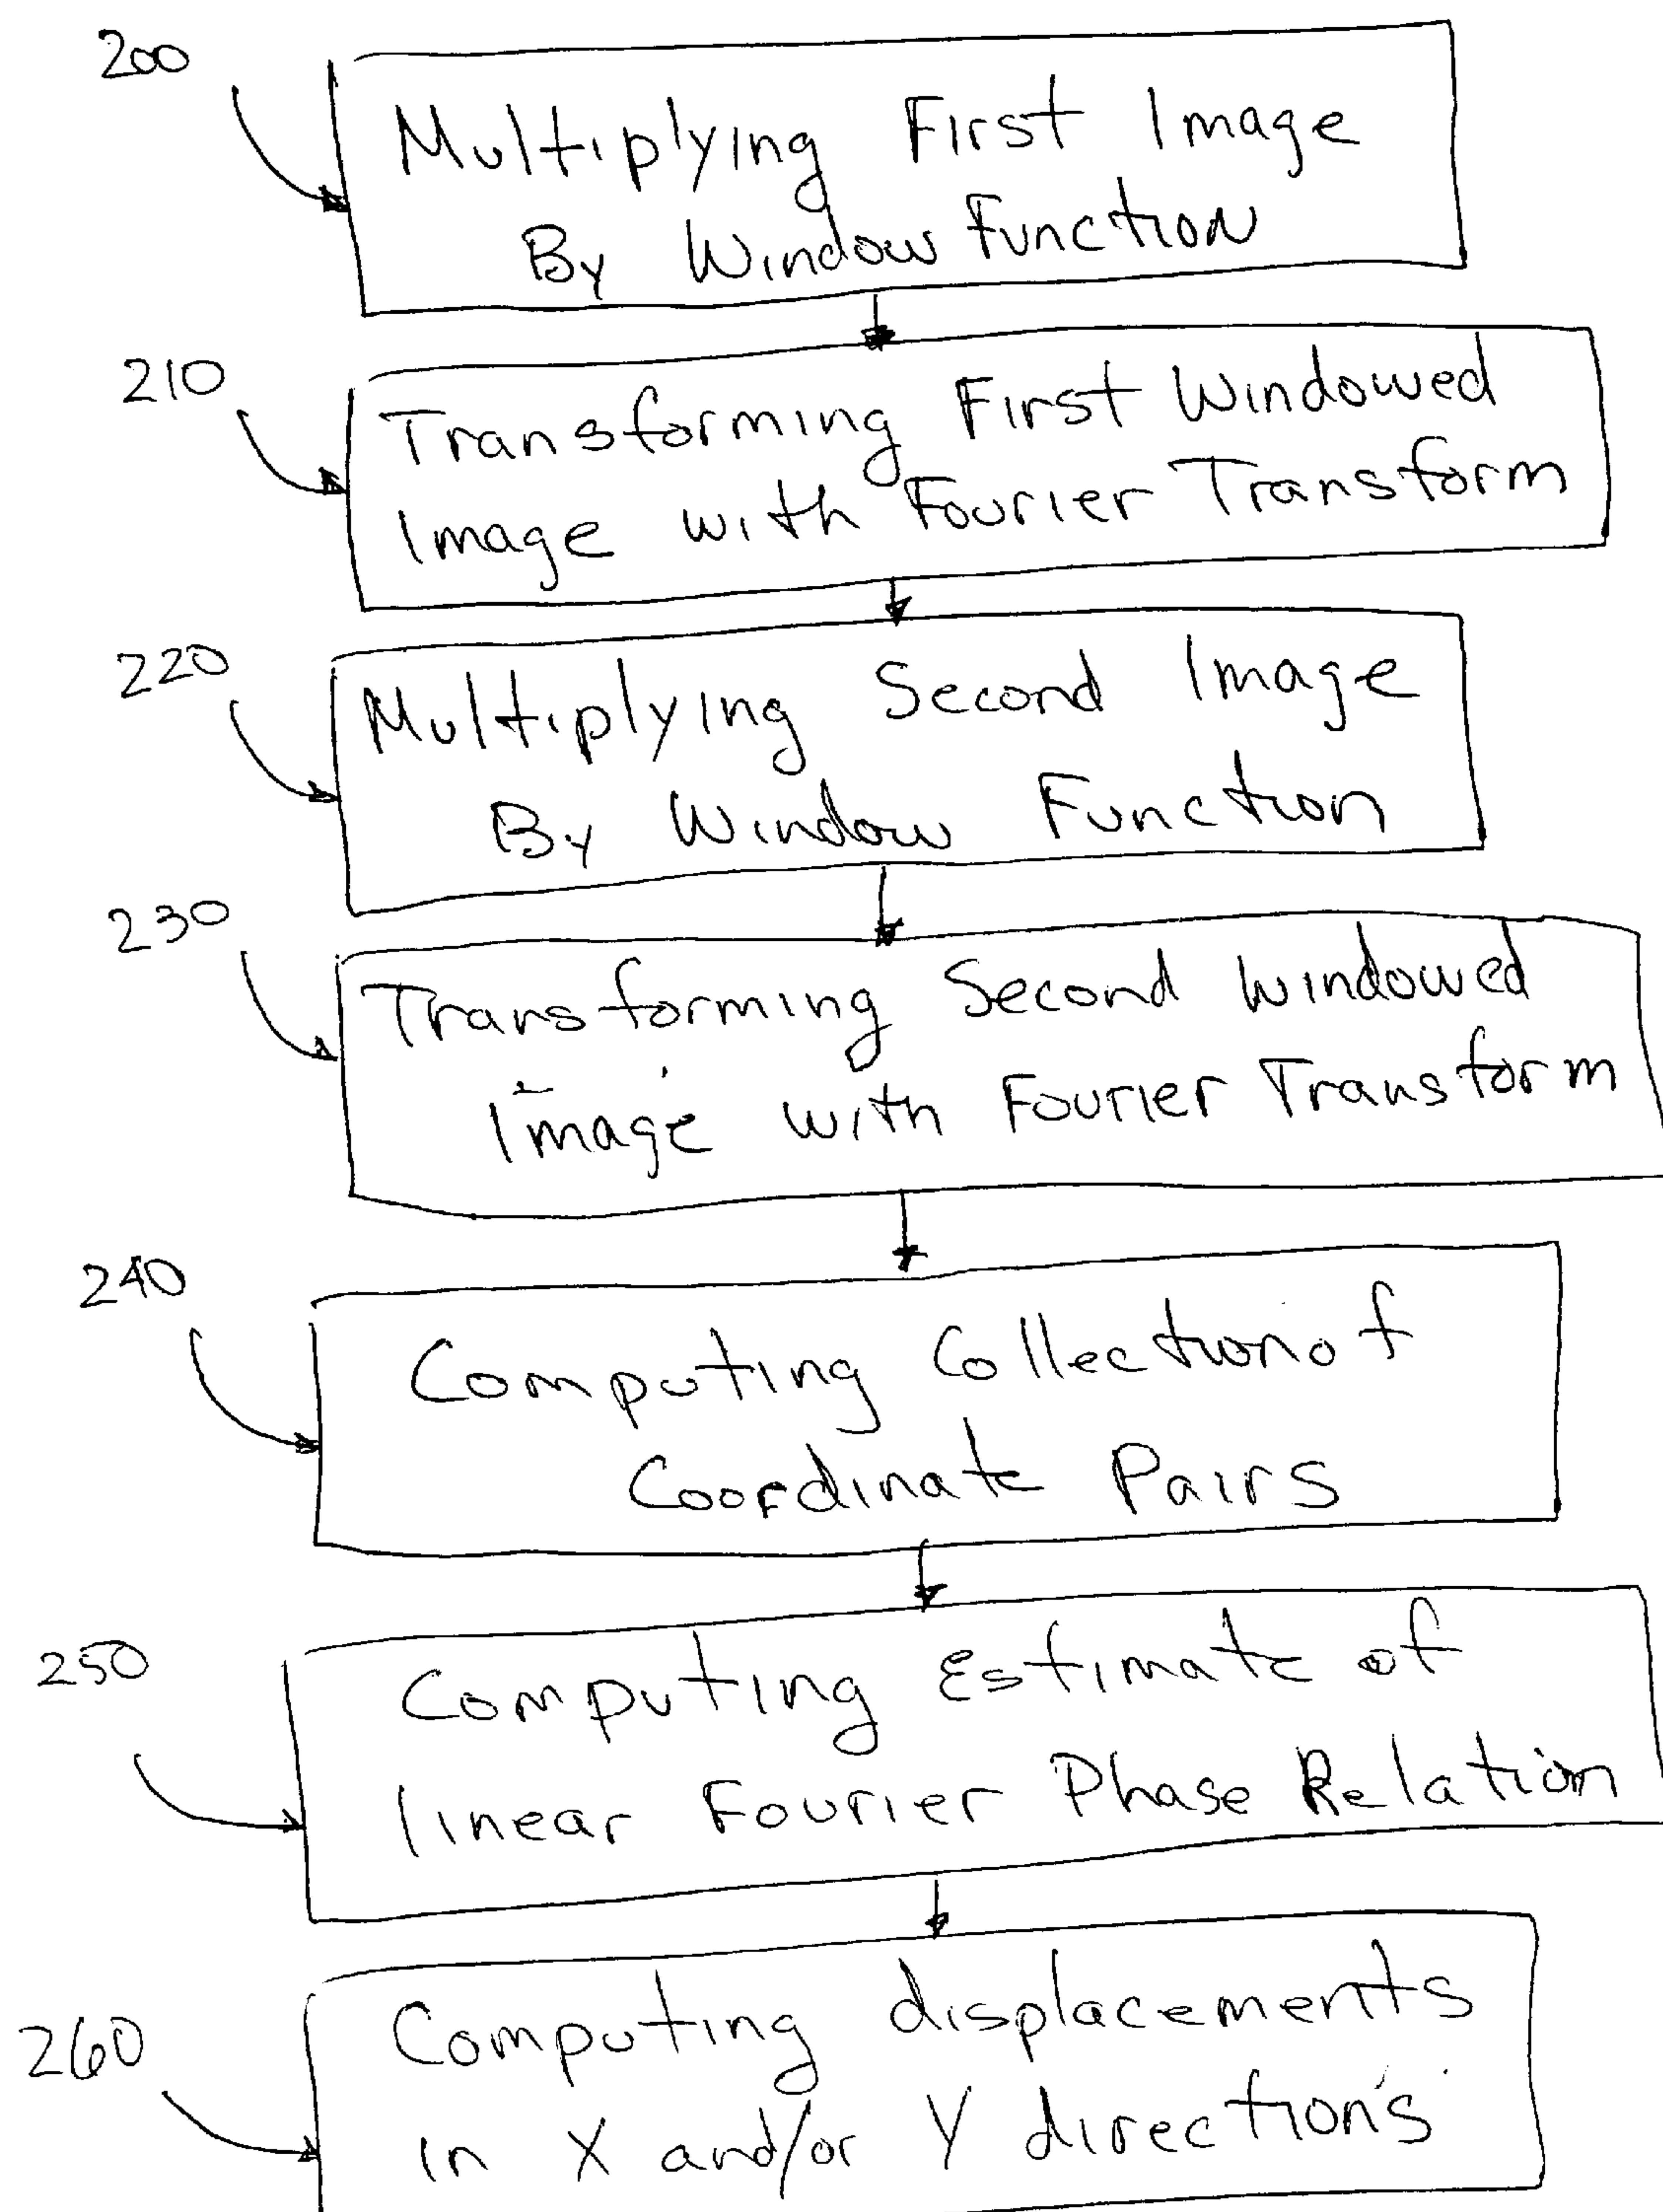 200
Multiplying First Image
By Window Function
210
Transforming First Windowed
Image with Fourier Transform
220
Multiplying Second Image
By Window Function
230
Transforming Second Windowed
Image with Fourier Transform
240
Computing Collection of
Coordinate Pairs
250
Computing Estimate of
linear Fourier Phase Relation
260
Computing displacements
in X and/or Y directions